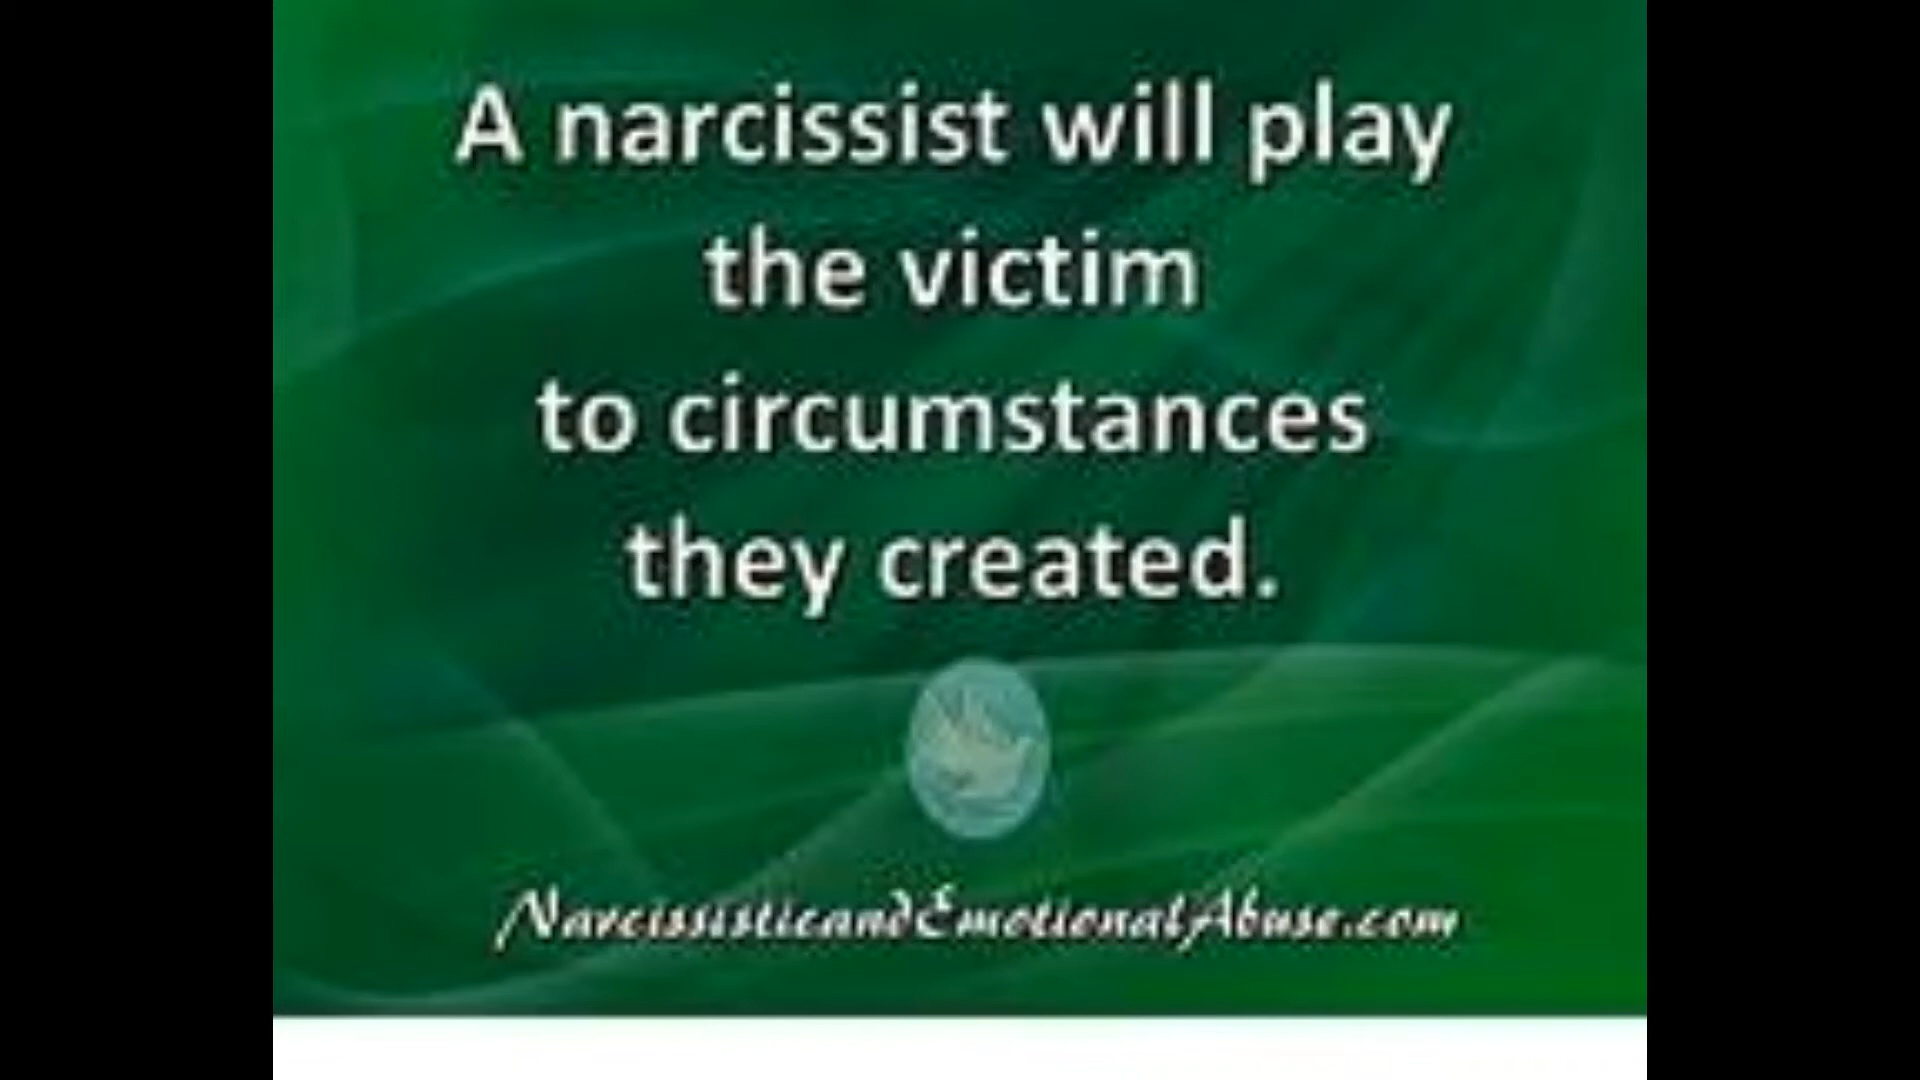 A narcissist will play
the victim
to circumstances
they created.
NarcissisticandEmotionalAbuse.com